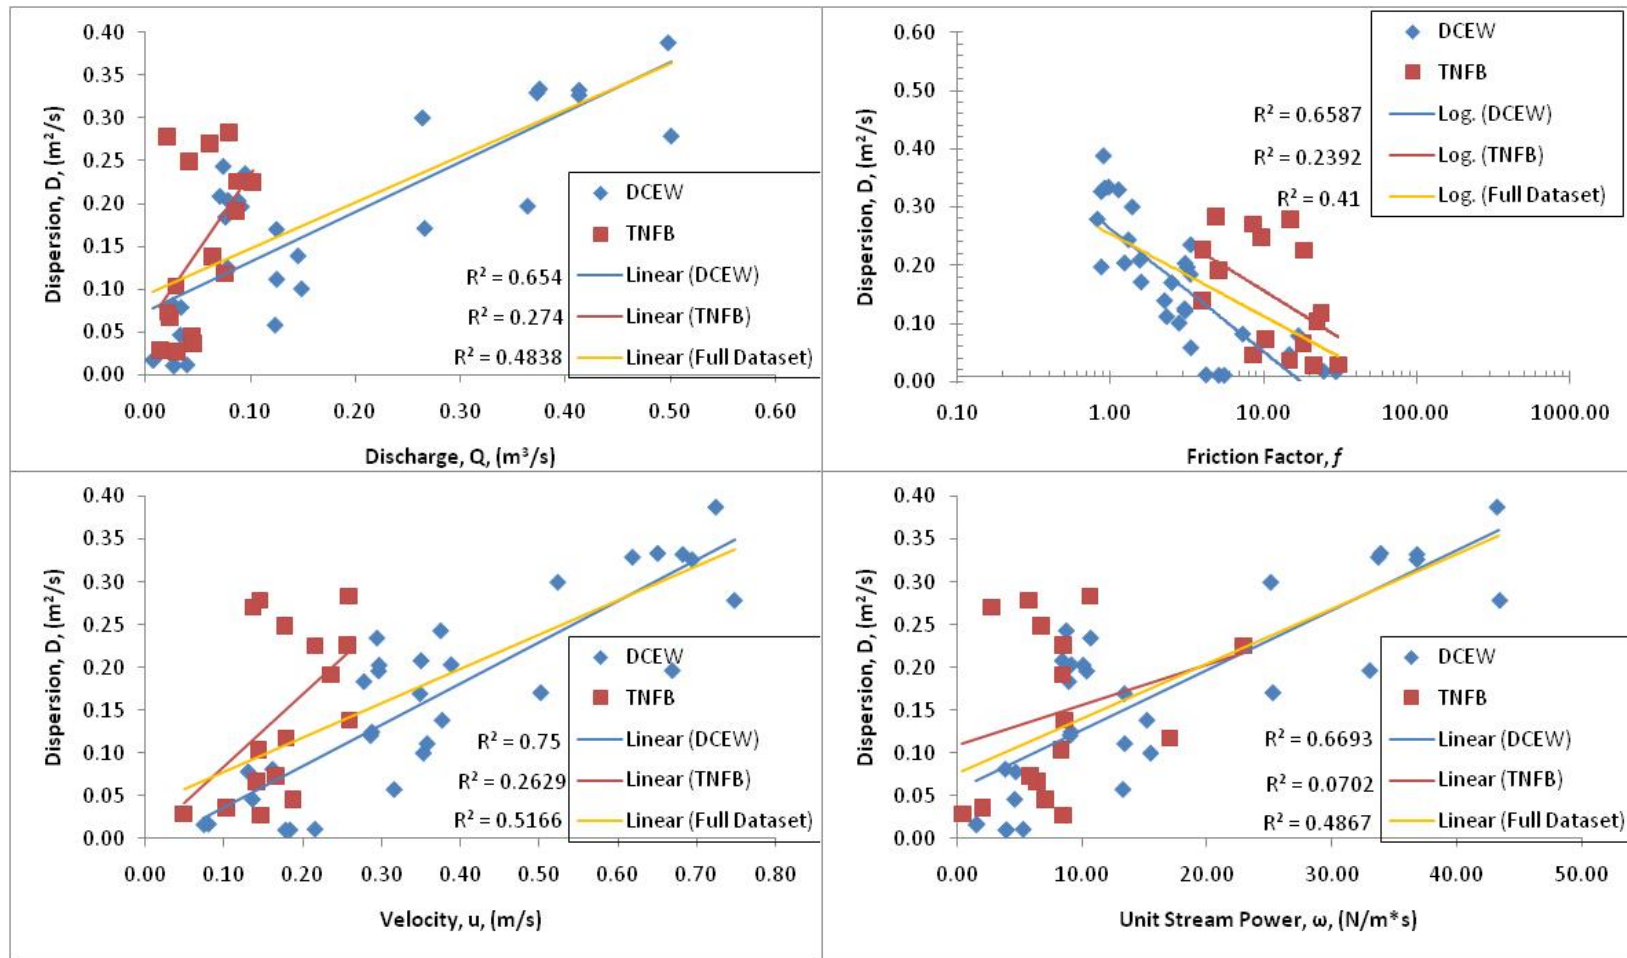 0.40
0.35
0.30
0.25
0.20
0.15
0.10
0.05
0.00
Dispersion, D, (m²/s)
0.00 0.10 0.20 0.30 0.40 0.50 0.60
Discharge, Q, (m³/s)
DCEW
TNFB
R² = 0.654 Linear (DCEW)
R² = 0.274 Linear (TNFB)
R² = 0.4838 Linear (Full Dataset)
0.60
0.50
0.40
0.30
0.20
0.10
0.00
Dispersion, D, (m²/s)
0.10 1.00 10.00 100.00 1000.00
Friction Factor, f
DCEW
TNFB
R² = 0.6587 Log. (DCEW)
R² = 0.2392 Log. (TNFB)
R² = 0.41 Log. (Full Dataset)
0.40
0.35
0.30
0.25
0.20
0.15
0.10
0.05
0.00
Dispersion, D, (m²/s)
0.00 0.10 0.20 0.30 0.40 0.50 0.60 0.70 0.80
Velocity, u, (m/s)
DCEW
TNFB
R² = 0.75 Linear (DCEW)
R² = 0.2629 Linear (TNFB)
R² = 0.5166 Linear (Full Dataset)
0.40
0.35
0.30
0.25
0.20
0.15
0.10
0.05
0.00
Dispersion, D, (m²/s)
0.00 10.00 20.00 30.00 40.00 50.00
Unit Stream Power, ω, (N/m*s)
DCEW
TNFB
R² = 0.6693 Linear (DCEW)
R² = 0.0702 Linear (TNFB)
R² = 0.4867 Linear (Full Dataset)